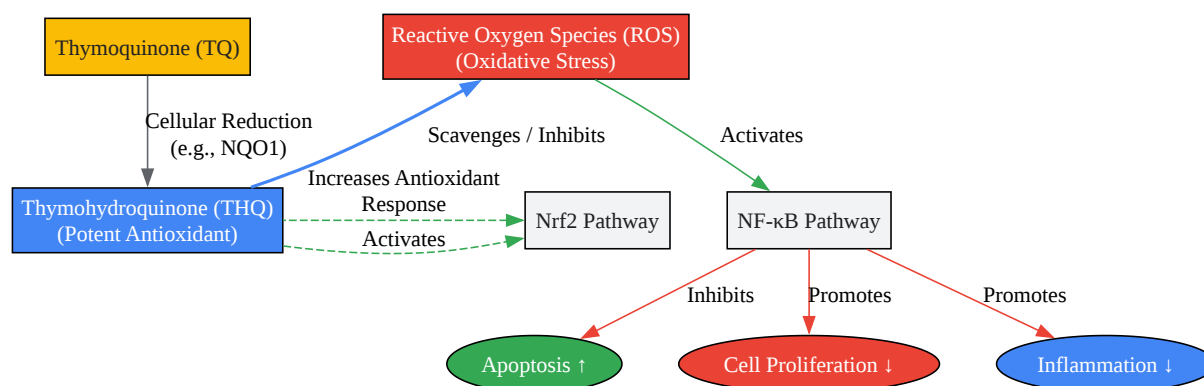 Thymoquinone (TQ)
Reactive Oxygen Species (ROS)
(Oxidative Stress)
Cellular Reduction
(e.g., NQO1)
Scavenges / Inhibits
Activates
Thymohydroquinone (THQ)
(Potent Antioxidant)
Increases Antioxidant
Response
Activates
Nrf2 Pathway
NF-κB Pathway
Inhibits
Promotes
Promotes
Apoptosis ↑
Cell Proliferation ↓
Inflammation ↓